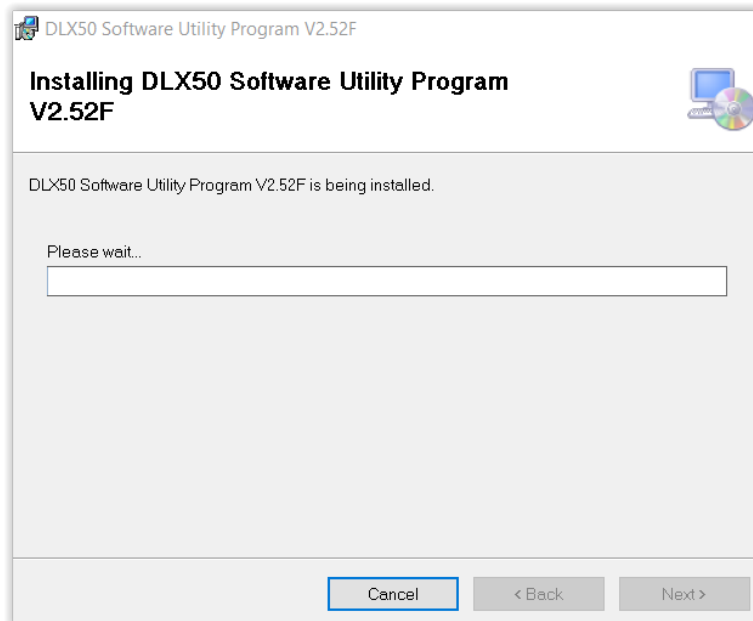 DLX50 Software Utility Program V2.52F
Installing DLX50 Software Utility Program
V2.52F
DLX50 Software Utility Program V2.52F is being installed.
Please wait...
Cancel
< Back
Next >